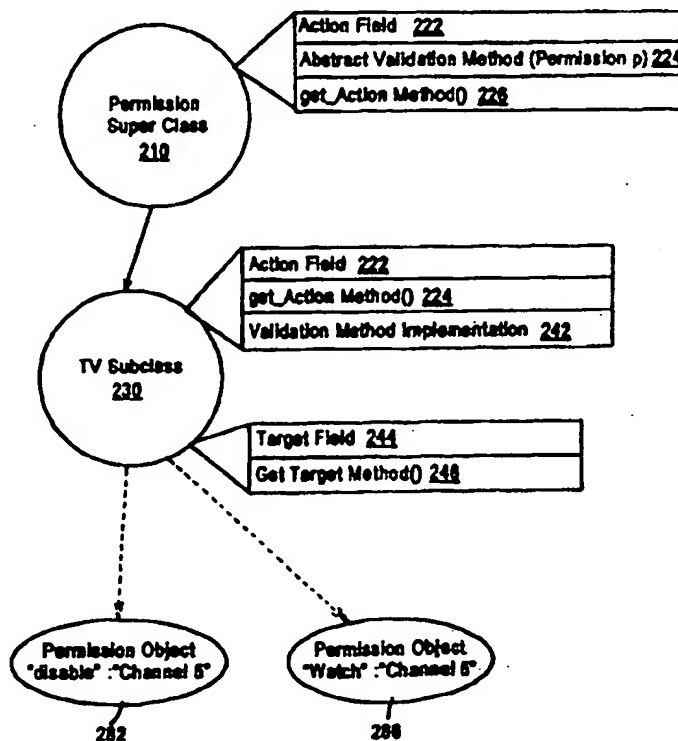 Action Field 222
Abstract Validation Method (Permission p) 224
get_Action Method() 226
Permission
Super Class
210
Action Field 222
get_Action Method() 224
Validation Method Implementation 242
TV Subclass
230
Target Field 244
Get Target Method() 246
Permission Object
"disable" :"Channel 5"
Permission Object
"Watch" :"Channel 5"
282
286